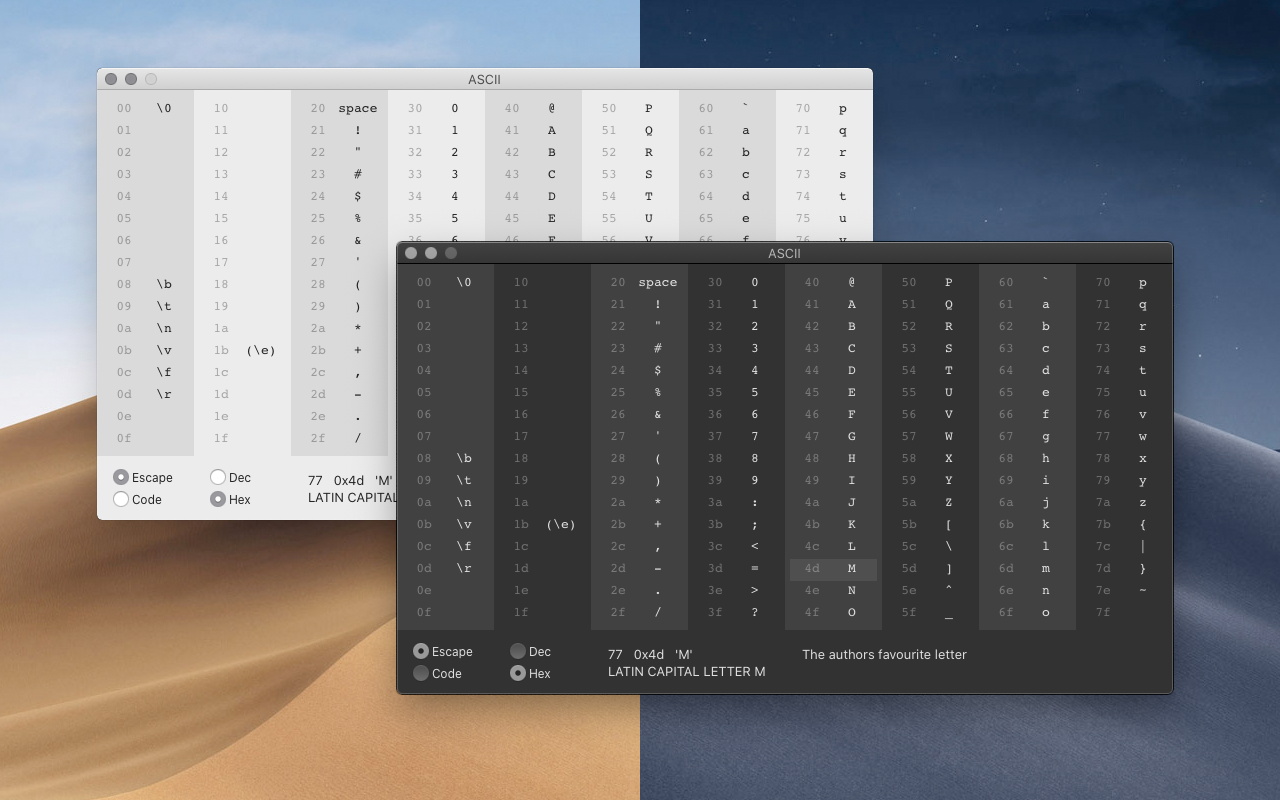 ASCII
00 \0 10 20 space 30 0 40 @ 50 P 60 ` 70 p
01 11 21 ! 31 1 41 A 51 Q 61 a 71 q
02 12 22 " 32 2 42 B 52 R 62 b 72 r
03 13 23 # 33 3 43 C 53 S 63 c 73 s
04 14 24 $ 34 4 44 D 54 T 64 d 74 t
05 15 25 % 35 5 45 E 55 U 65 e 75 u
06 16 26 & 36 6 46 F 56 V 66 f 76 v
07 17 27 '
08 \b 18 28 (
09 \t 19 29 )
0a \n 1a 2a *
0b \v 1b (\e) 2b +
0c \f 1c 2c ,
0d \r 1d 2d -
0e 1e 2e .
0f 1f 2f /
Escape Dec 77 0x4d 'M'
Code Hex LATIN CAPITAL
ASCII
00 \0 10 20 space 30 0 40 @ 50 P 60 ` 70 p
01 11 21 ! 31 1 41 A 51 Q 61 a 71 q
02 12 22 " 32 2 42 B 52 R 62 b 72 r
03 13 23 # 33 3 43 C 53 S 63 c 73 s
04 14 24 $ 34 4 44 D 54 T 64 d 74 t
05 15 25 % 35 5 45 E 55 U 65 e 75 u
06 16 26 & 36 6 46 F 56 V 66 f 76 v
07 17 27 ' 37 7 47 G 57 W 67 g 77 w
08 \b 18 28 ( 38 8 48 H 58 X 68 h 78 x
09 \t 19 29 ) 39 9 49 I 59 Y 69 i 79 y
0a \n 1a 2a * 3a : 4a J 5a Z 6a j 7a z
0b \v 1b (\e) 2b + 3b ; 4b K 5b [ 6b k 7b {
0c \f 1c 2c , 3c < 4c L 5c \ 6c l 7c |
0d \r 1d 2d - 3d = 4d M 5d ] 6d m 7d }
0e 1e 2e . 3e > 4e N 5e ^ 6e n 7e ~
0f 1f 2f / 3f ? 4f O 5f _ 6f o 7f
Escape Dec 77 0x4d 'M' The authors favourite letter
Code Hex LATIN CAPITAL LETTER M